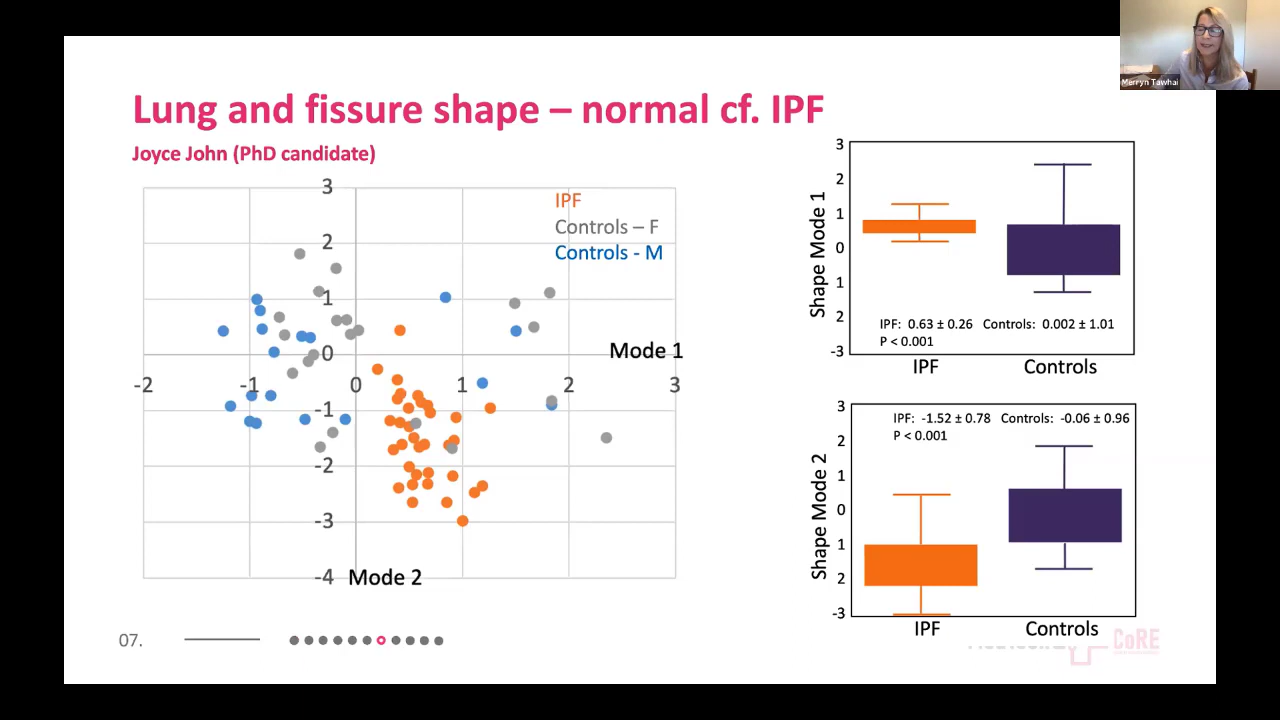 Merryn Tawhai
Lung and fissure shape – normal cf. IPF
Joyce John (PhD candidate)
3
2
1
0
-1
-2
-3
-4
-2
-1
0
1
2
3
Mode 1
Mode 2
IPF
Controls – F
Controls - M
Shape Mode 1
3
2
1
0
1
2
-3
IPF: 0.63 ± 0.26 Controls: 0.002 ± 1.01
P < 0.001
IPF Controls
Shape Mode 2
3
2
1
0
1
2
-3
IPF: -1.52 ± 0.78 Controls: -0.06 ± 0.96
P < 0.001
IPF Controls
07.
CoRE